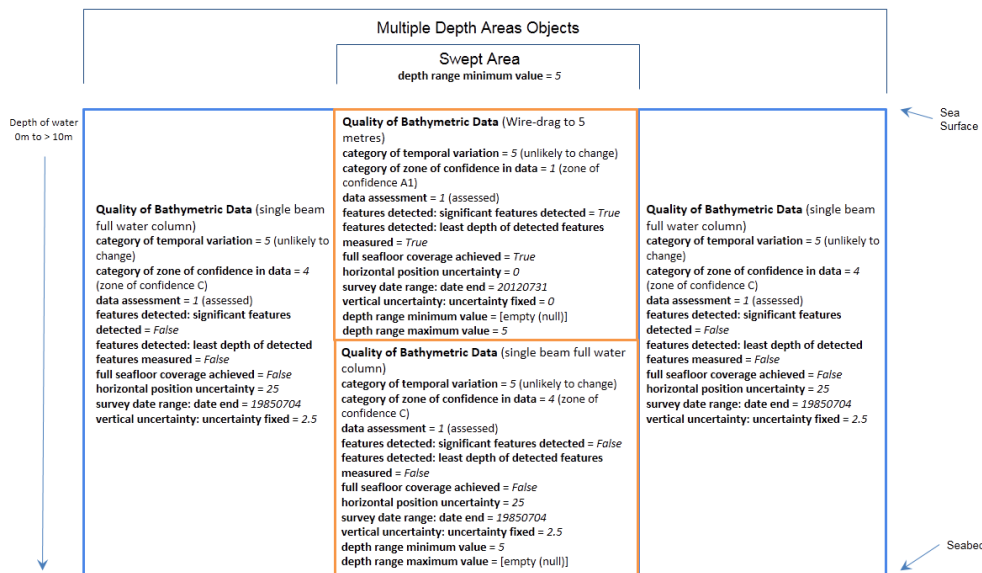 Multiple Depth Areas Objects
Swept Area
depth range minimum value = 5
Depth of water
0m to > 10m
Sea
Surface
Quality of Bathymetric Data (single beam
full water column)
category of temporal variation = 5 (unlikely to
change)
category of zone of confidence in data = 4
(zone of confidence C)
data assessment = 1 (assessed)
features detected: significant features
detected = False
features detected: least depth of detected
features measured = False
full seafloor coverage achieved = False
horizontal position uncertainty = 25
survey date range: date end = 19850704
vertical uncertainty: uncertainty fixed = 2.5
Quality of Bathymetric Data (Wire-drag to 5
metres)
category of temporal variation = 5 (unlikely to change)
category of zone of confidence in data = 1 (zone of
confidence A1)
data assessment = 1 (assessed)
features detected: significant features detected = True
features detected: least depth of detected features
measured = True
full seafloor coverage achieved = True
horizontal position uncertainty = 0
survey date range: date end = 20120731
vertical uncertainty: uncertainty fixed = 0
depth range minimum value = [empty (null)]
depth range maximum value = 5
Quality of Bathymetric Data (single beam full water
column)
category of temporal variation = 5 (unlikely to change)
category of zone of confidence in data = 4 (zone of
confidence C)
data assessment = 1 (assessed)
features detected: significant features detected = False
features detected: least depth of detected features
measured = False
full seafloor coverage achieved = False
horizontal position uncertainty = 25
survey date range: date end = 19850704
vertical uncertainty: uncertainty fixed = 2.5
depth range minimum value = 5
depth range maximum value = [empty (null)]
Quality of Bathymetric Data (single beam
full water column)
category of temporal variation = 5 (unlikely to
change)
category of zone of confidence in data = 4
(zone of confidence C)
data assessment = 1 (assessed)
features detected: significant features
detected = False
features detected: least depth of detected
features measured = False
full seafloor coverage achieved = False
horizontal position uncertainty = 25
survey date range: date end = 19850704
vertical uncertainty: uncertainty fixed = 2.5
Seabed